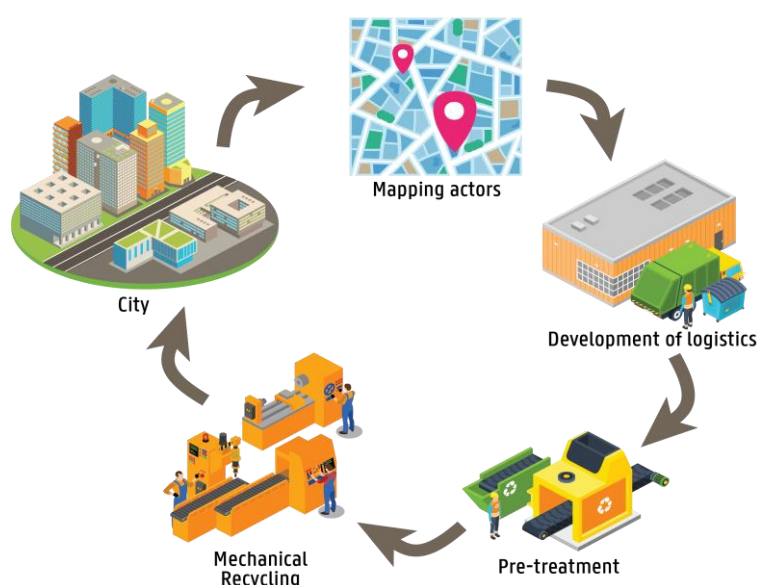 Mapping actors
City
Development of logistics
Mechanical
Recycling
Pre-treatment